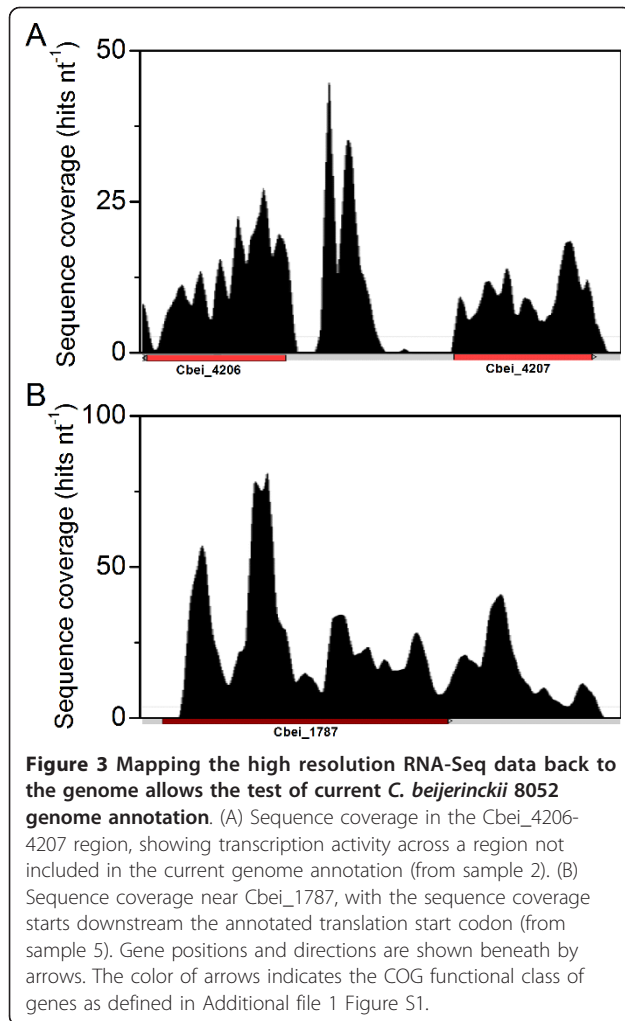 A
50
25
0
Sequence coverage (hits nt⁻¹)
Cbei_4206
Cbei_4207
B
100
50
0
Sequence coverage (hits nt⁻¹)
Cbei_1787
Figure 3 Mapping the high resolution RNA-Seq data back to
the genome allows the test of current C. beijerinckii 8052
genome annotation. (A) Sequence coverage in the Cbei_4206-
4207 region, showing transcription activity across a region not
included in the current genome annotation (from sample 2). (B)
Sequence coverage near Cbei_1787, with the sequence coverage
starts downstream the annotated translation start codon (from
sample 5). Gene positions and directions are shown beneath by
arrows. The color of arrows indicates the COG functional class of
genes as defined in Additional file 1 Figure S1.